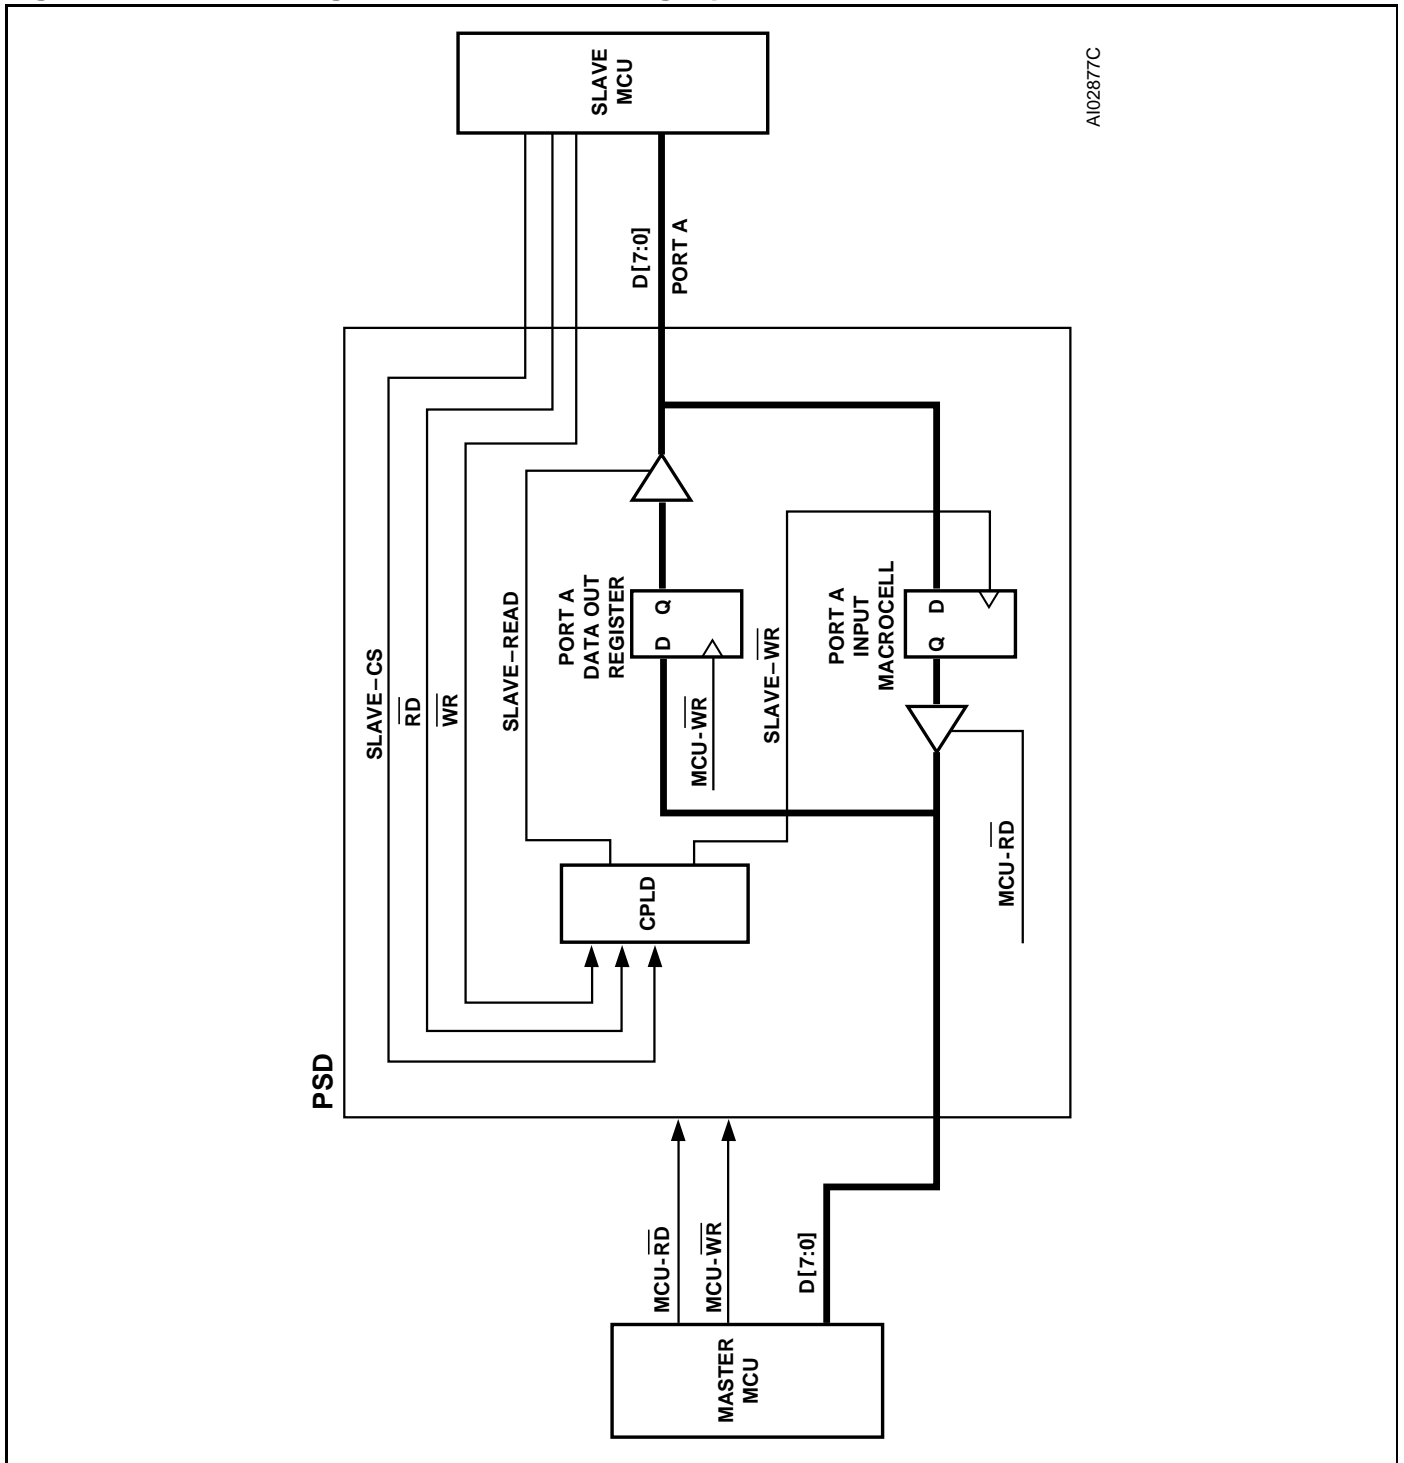 SLAVE
MCU
AI02877C
D[7:0]
PORT A
SLAVE–CS
RD
WR
SLAVE–READ
PORT A
DATA OUT
REGISTER
D Q
MCU-WR
SLAVE–WR
PORT A
INPUT
MACROCELL
Q D
MCU-RD
CPLD
PSD
MCU-RD
MCU-WR
D[7:0]
MASTER
MCU